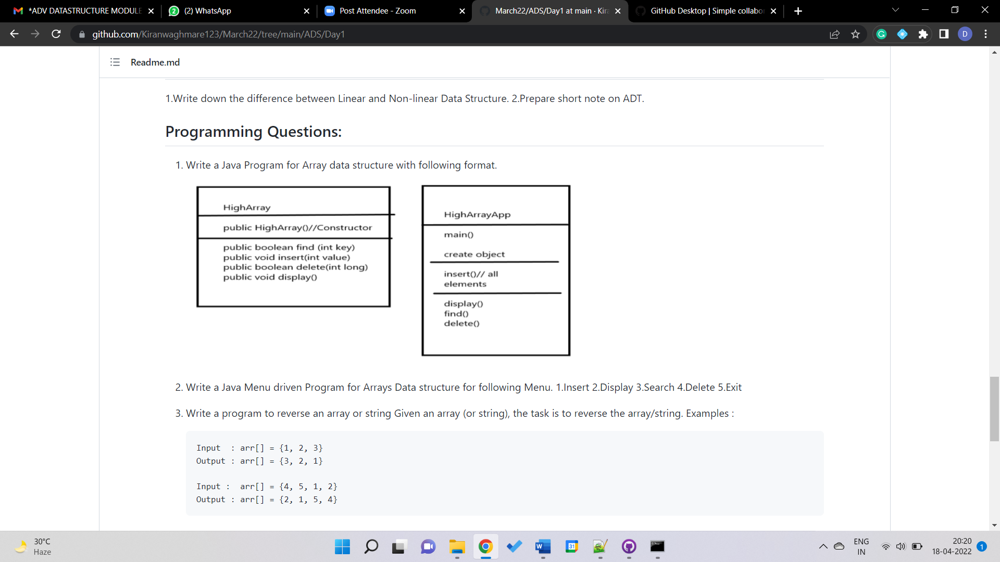 *ADV DATASTRUCTURE MODULE
(2) WhatsApp
Post Attendee - Zoom
March22/ADS/Day1 at main · Kira
GitHub Desktop | Simple collabor
github.com/Kiranwaghmare123/March22/tree/main/ADS/Day1
D
Readme.md
1.Write down the difference between Linear and Non-linear Data Structure. 2.Prepare short note on ADT.
Programming Questions:
1. Write a Java Program for Array data structure with following format.
HighArray
public HighArray()//Constructor
public boolean find (int key)
public void insert(int value)
public boolean delete(int long)
public void display()
HighArrayApp
main()
create object
insert()// all
elements
display()
find()
delete()
2. Write a Java Menu driven Program for Arrays Data structure for following Menu. 1.Insert 2.Display 3.Search 4.Delete 5.Exit
3. Write a program to reverse an array or string Given an array (or string), the task is to reverse the array/string. Examples :
Input  : arr[] = {1, 2, 3}
Output : arr[] = {3, 2, 1}
Input :  arr[] = {4, 5, 1, 2}
Output : arr[] = {2, 1, 5, 4}
30°C
Haze
31
ENG
IN
20:20
18-04-2022
1